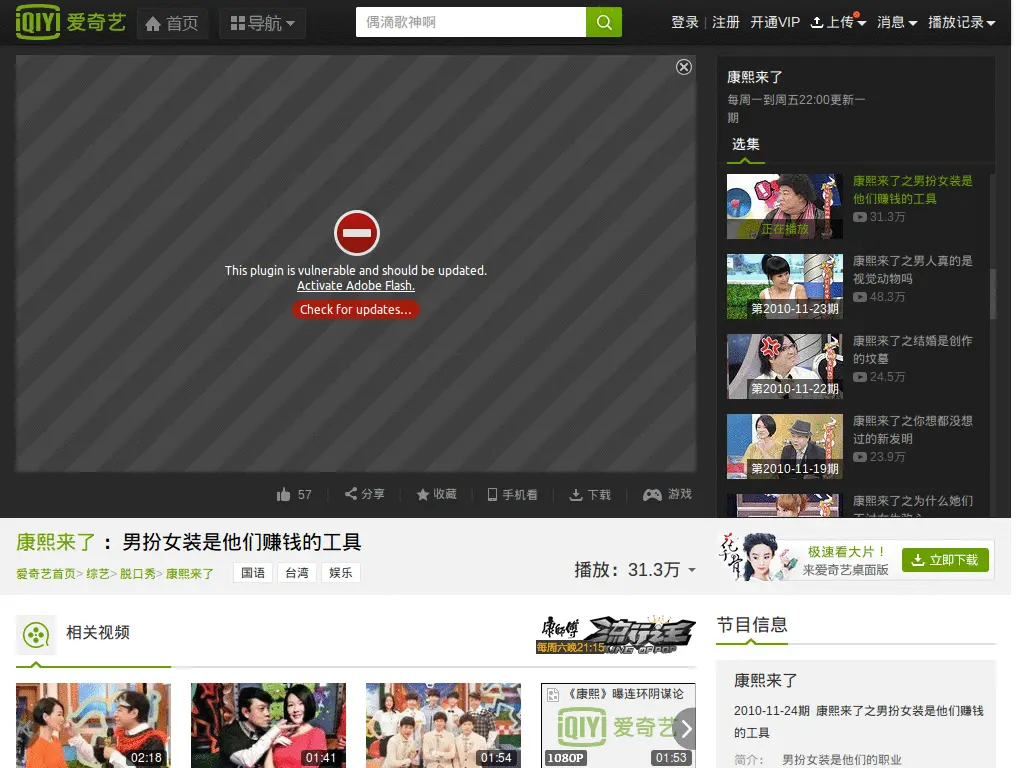 iQIYI 爱奇艺
首页
导航
偶滴歌神啊
登录 | 注册 开通VIP 上传 消息 播放记录
This plugin is vulnerable and should be updated.
Activate Adobe Flash.
Check for updates...
57
分享
收藏
手机看
下载
游戏
康熙来了
每周一到周五22:00更新一
期
选集
正在播放
康熙来了之男扮女装是
他们赚钱的工具
31.3万
第2010-11-23期
康熙来了之男人真的是
视觉动物吗
48.3万
第2010-11-22期
康熙来了之结婚是创作
的坟墓
24.5万
第2010-11-19期
康熙来了之你想都没想
过的新发明
23.9万
康熙来了之为什么她们
康熙来了 : 男扮女装是他们赚钱的工具
爱奇艺首页> 综艺> 脱口秀> 康熙来了
国语
台湾
娱乐
播放: 31.3万
花千骨
极速看大片!
来爱奇艺桌面版
立即下载
相关视频
康师傅
流行之王
每周六晚21:15
KING OF POP
02:18
01:41
01:54
《康熙》曝连环阴谋论
iQIYI 爱奇艺
1080P
01:53
节目信息
康熙来了
2010-11-24期 康熙来了之男扮女装是他们赚钱
的工具
简介: 男扮女装是他们的职业